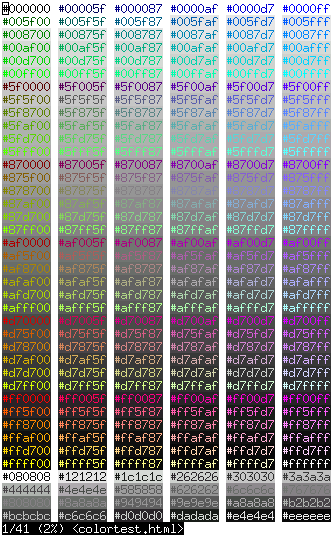 #000000 #00005f #000087 #0000af #0000d7 #0000ff
#005f00 #005f5f #005f87 #005faf #005fd7 #005fff
#008700 #00875f #008787 #0087af #0087d7 #0087ff
#00af00 #00af5f #00af87 #00afaf #00afd7 #00afff
#00d700 #00d75f #00d787 #00d7af #00d7d7 #00d7ff
#00ff00 #00ff5f #00ff87 #00ffaf #00ffd7 #00ffff
#5f0000 #5f005f #5f0087 #5f00af #5f00d7 #5f00ff
#5f5f00 #5f5f5f #5f5f87 #5f5faf #5f5fd7 #5f5fff
#5f8700 #5f875f #5f8787 #5f87af #5f87d7 #5f87ff
#5faf00 #5faf5f #5faf87 #5fafaf #5fafd7 #5fafff
#5fd700 #5fd75f #5fd787 #5fd7af #5fd7d7 #5fd7ff
#5fff00 #5fff5f #5fff87 #5fffaf #5fffd7 #5fffff
#870000 #87005f #870087 #8700af #8700d7 #8700ff
#875f00 #875f5f #875f87 #875faf #875fd7 #875fff
#878700 #87875f #878787 #8787af #8787d7 #8787ff
#87af00 #87af5f #87af87 #87afaf #87afd7 #87afff
#87d700 #87d75f #87d787 #87d7af #87d7d7 #87d7ff
#87ff00 #87ff5f #87ff87 #87ffaf #87ffd7 #87ffff
#af0000 #af005f #af0087 #af00af #af00d7 #af00ff
#af5f00 #af5f87 #af5faf #af5fd7 #af5fff
#af8700 #af875f #af8787 #af87af #af87d7 #af87ff
#afaf00 #afaf5f #afaf87 #afafaf #afafd7 #afafff
#afd700 #afd75f #afd787 #afd7af #afd7d7 #afd7ff
#afff00 #afff5f #afff87 #afffaf #afffd7 #afffff
#d70000 #d7005f #d70087 #d700af #d700d7 #d700ff
#d75f00 #d75f5f #d75f87 #d75faf #d75fd7 #d75fff
#d78700 #d7875f #d78787 #d787af #d787d7 #d787ff
#d7af00 #d7af5f #d7af87 #d7afaf #d7afd7 #d7afff
#d7d700 #d7d75f #d7d787 #d7d7af #d7d7d7 #d7d7ff
#d7ff00 #d7ff5f #d7ff87 #d7ffaf #d7ffd7 #d7ffff
#ff0000 #ff005f #ff0087 #ff00af #ff00d7 #ff00ff
#ff5f00 #ff5f5f #ff5f87 #ff5faf #ff5fd7 #ff5fff
#ff8700 #ff875f #ff8787 #ff87af #ff87d7 #ff87ff
#ffaf00 #ffaf5f #ffaf87 #ffafaf #ffafd7 #ffafff
#ffd700 #ffd75f #ffd787 #ffd7af #ffd7d7 #ffd7ff
#ffff00 #ffff5f #ffff87 #ffffaf #ffffd7 #ffffff
#080808 #121212 #1c1c1c #262626 #303030 #3a3a3a
#444444 #4e4e4e #585858 #626262
#8a8a8a #949494 #9e9e9e #a8a8a8 #b2b2b2
#bcbcbc #c6c6c6 #d0d0d0 #dadada #e4e4e4 #eeeeee
1/41 (2%) <colortest.html>